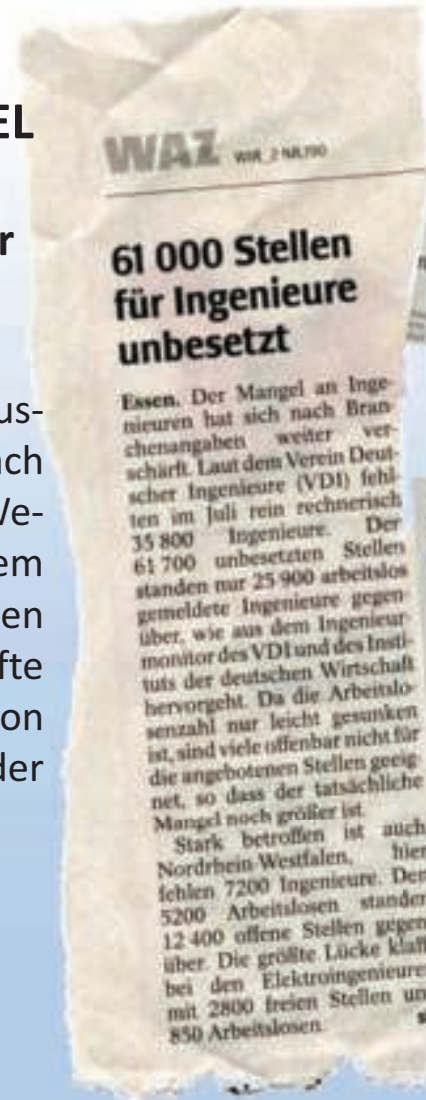 EL
r
us-
ach
We-
em
en
fte
on
der
WAZ
61 000 Stellen
für Ingenieure
unbesetzt
Essen. Der Mangel an Inge-
nieuren hat sich nach Bran-
chenangaben weiter ver-
schärft. Laut dem Verein Deut-
scher Ingenieure (VDI) fehl-
ten im Juli rein rechnerisch
35 800 Ingenieure. Der
61 700 unbesetzten Stellen
standen nur 25 900 arbeitslos
gemeldete Ingenieure gegen
über, wie aus dem Ingenieur
monitor des VDI und des Insti-
tuts der deutschen Wirtschaft
hervorgeht. Da die Arbeitslo-
senzahl nur leicht gesunken
ist, sind viele offenbar nicht für
die angebotenen Stellen geeig-
net, so dass der tatsächliche
Mangel noch größer ist.
Stark betroffen ist auch
Nordrhein-Westfalen, hier
fehlen 7200 Ingenieure. Den
5200 Arbeitslosen standen
12 400 offene Stellen gegen
über. Die größte Lücke klaff
bei den Elektroingenieure
mit 2800 freien Stellen un
850 Arbeitslosen.